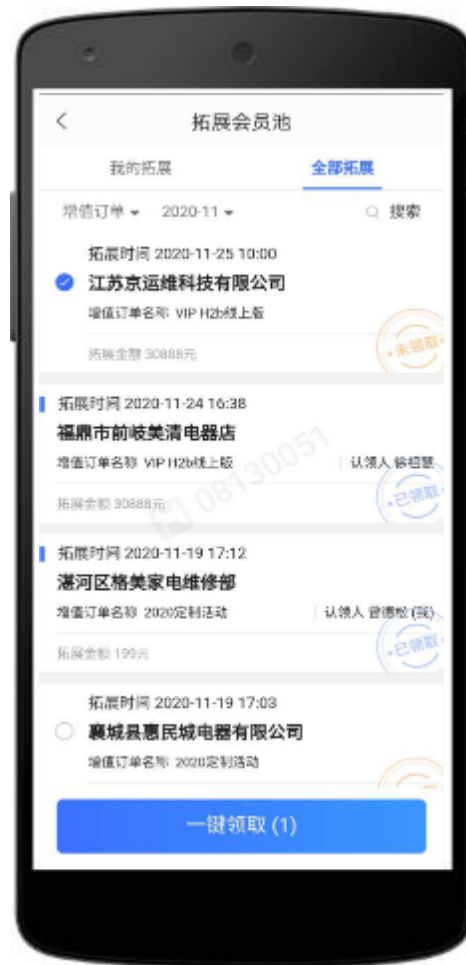 拓展会员池
我的拓展 全部拓展
增值订单 2020-11 搜索
拓展时间 2020-11-25 10:00
江苏京运维科技有限公司
增值订单名称 VIP H2b线上版
拓展金额 30888元
未领取
拓展时间 2020-11-24 16:38
福鼎市前岐美清电器店
增值订单名称 VIP H2b线上版 认领人 徐祖慧
拓展金额 30888元
已领取
08130051
拓展时间 2020-11-19 17:12
湛河区格美家电维修部
增值订单名称 2020定制活动 认领人 曾德松 (我)
拓展金额 199元
已领取
拓展时间 2020-11-19 17:03
襄城县惠民城电器有限公司
增值订单名称 2020定制活动
一键领取 (1)